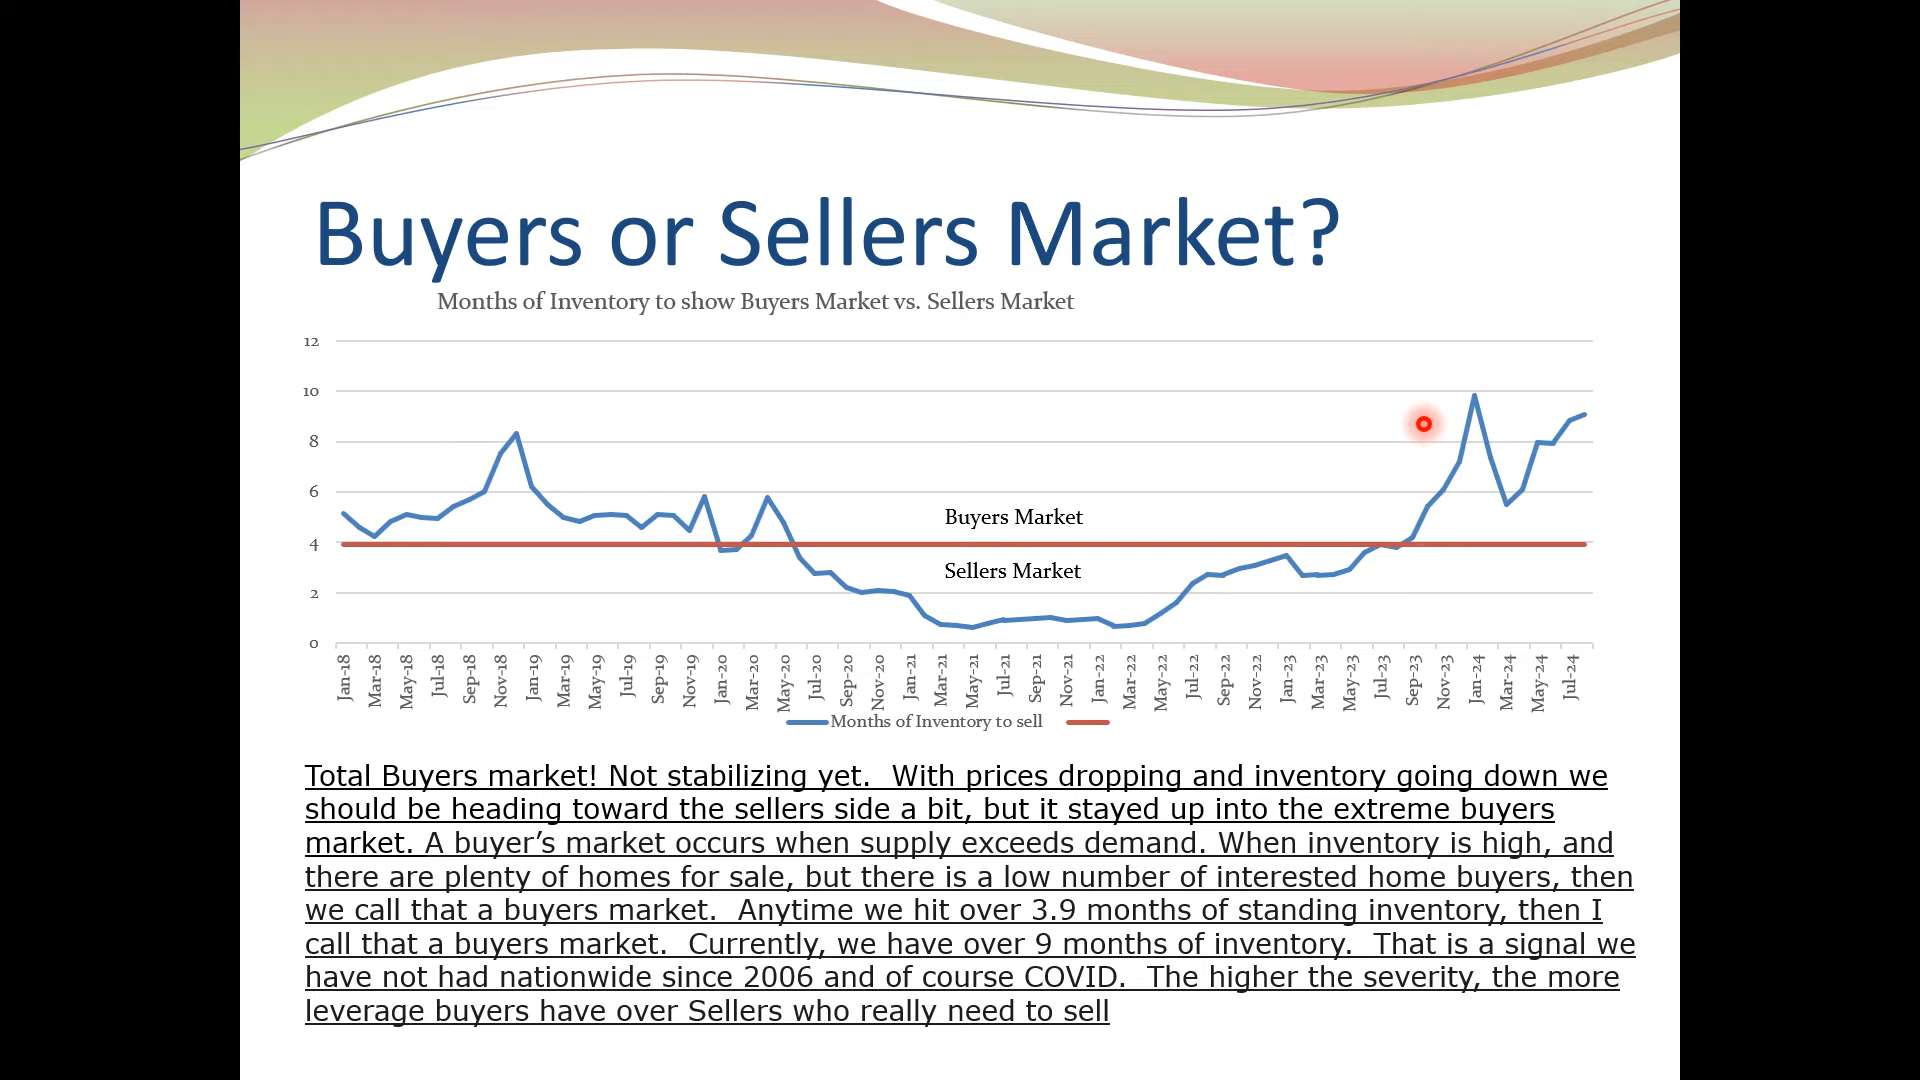 Buyers or Sellers Market?
Months of Inventory to show Buyers Market vs. Sellers Market
12
10
8
6
4
2
0
Buyers Market
Sellers Market
Jan-18
Mar-18
May-18
Jul-18
Sep-18
Nov-18
Jan-19
Mar-19
May-19
Jul-19
Sep-19
Nov-19
Jan-20
Mar-20
May-20
Jul-20
Sep-20
Nov-20
Jan-21
Mar-21
May-21
Jul-21
Sep-21
Nov-21
Jan-22
Mar-22
May-22
Jul-22
Sep-22
Nov-22
Jan-23
Mar-23
May-23
Jul-23
Sep-23
Nov-23
Jan-24
Mar-24
May-24
Jul-24
Months of Inventory to sell
Total Buyers market! Not stabilizing yet.  With prices dropping and inventory going down we
should be heading toward the sellers side a bit, but it stayed up into the extreme buyers
market. A buyer’s market occurs when supply exceeds demand. When inventory is high, and
there are plenty of homes for sale, but there is a low number of interested home buyers, then
we call that a buyers market.  Anytime we hit over 3.9 months of standing inventory, then I
call that a buyers market.  Currently, we have over 9 months of inventory.  That is a signal we
have not had nationwide since 2006 and of course COVID.  The higher the severity, the more
leverage buyers have over Sellers who really need to sell